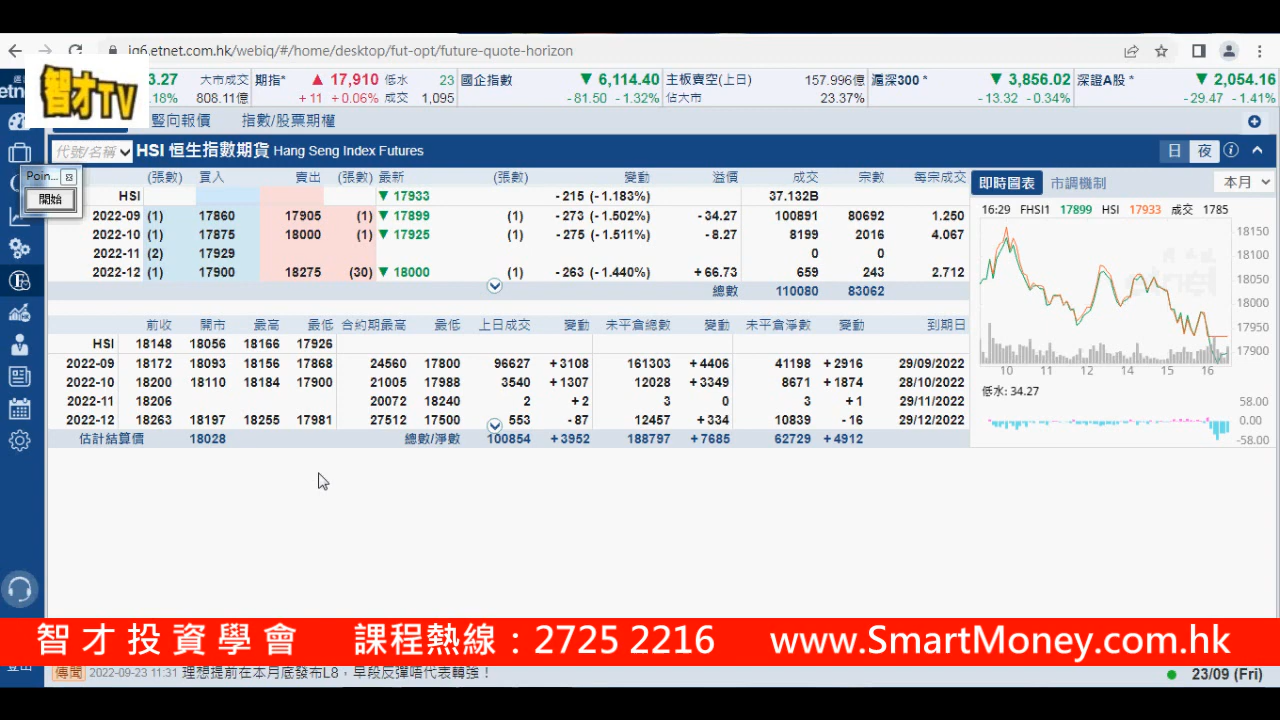 iq6.etnet.com.hk/webiq/#/home/desktop/fut-opt/future-quote-horizon
智才TV
3.27 大市成交 期指* ▲ 17,910 低水 23 國企指數 ▼ 6,114.40 主板賣空(上日) 157.996億 滬深300 * ▼ 3,856.02 深證A股 * ▼ 2,054.16
.18% 808.11億 +11 +0.06% 成交 1,095 -81.50 -1.32% 佔大市 23.37% -13.32 -0.34% -29.47 -1.41%
豎向報價 指數/股票期權
代號/名稱 HSI 恒生指數期貨 Hang Seng Index Futures 日 夜
Poin...
開始
(張數) 買入 賣出 (張數) 最新 (張數) 變動 溢價 成交 宗數 每宗成交
HSI ▼ 17933 -215 (-1.183%) 37.132B
2022-09 (1) 17860 17905 (1) ▼ 17899 (1) -273 (-1.502%) -34.27 100891 80692 1.250
2022-10 (1) 17875 18000 (1) ▼ 17925 (1) -275 (-1.511%) -8.27 8199 2016 4.067
2022-11 (2) 17929 0 0
2022-12 (1) 17900 18275 (30) ▼ 18000 (1) -263 (-1.440%) +66.73 659 243 2.712
總數 110080 83062
前收 開市 最高 最低 合約期最高 最低 上日成交 變動 未平倉總數 變動 未平倉淨數 變動 到期日
HSI 18148 18056 18166 17926
2022-09 18172 18093 18156 17868 24560 17800 96627 +3108 161303 +4406 41198 +2916 29/09/2022
2022-10 18200 18110 18184 17900 21005 17988 3540 +1307 12028 +3349 8671 +1874 28/10/2022
2022-11 18206 20072 18240 2 +2 3 0 3 +1 29/11/2022
2022-12 18263 18197 18255 17981 27512 17500 553 -87 12457 +334 10839 -16 29/12/2022
估計結算價 18028 總數/淨數 100854 +3952 188797 +7685 62729 +4912
即時圖表 市調機制 本月
16:29 FHSI1 17899 HSI 17933 成交 1785
etnet
18150
18100
18050
18000
17950
17900
10 11 12 14 15 16
低水: 34.27
58.00
0.00
-58.00
智才投資學會 課程熱線：2725 2216 www.SmartMoney.com.hk
傳聞 2022-09-23 11:31 理想提前在本月底發布L8，早段反彈唔代表轉強！
23/09 (Fri)